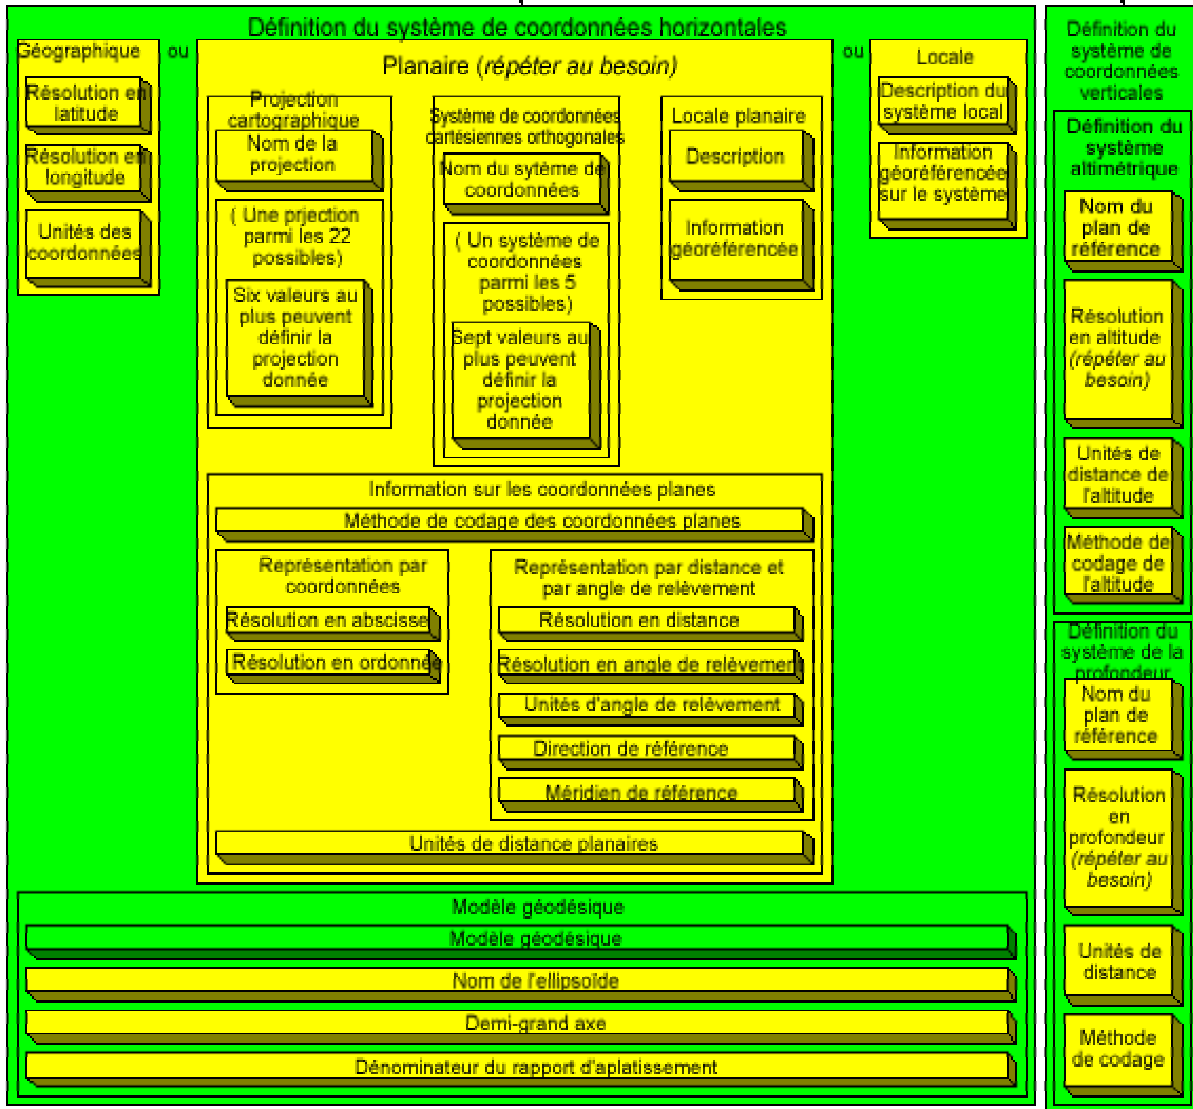 Définition du système de coordonnées horizontales
Géographique
ou
Résolution en
latitude
Résolution en
longitude
Unités des
coordonnées
Planaire (répéter au besoin)
Projection
cartographique
Nom de la
projection
( Une prjection
parmi les 22
possibles)
Six valeurs au
plus peuvent
définir la
projection
donnée
Système de coordonnées
cartésiennes orthogonales
Nom du sytème de
coordonnées
( Un système de
coordonnées
parmi les 5
possibles)
Sept valeurs au
plus peuvent
définir la
projection
donnée
Locale planaire
Description
Information
géoréférencée
ou
Locale
Description du
système local
Information
géoréférencée
sur le système
Information sur les coordonnées planes
Méthode de codage des coordonnées planes
Représentation par
coordonnées
Résolution en abscisse
Résolution en ordonnée
Représentation par distance et
par angle de relèvement
Résolution en distance
Résolution en angle de relèvement
Unités d'angle de relèvement
Direction de référence
Méridien de référence
Unités de distance planaires
Modèle géodésique
Modèle géodésique
Nom de l'ellipsoïde
Demi-grand axe
Dénominateur du rapport d'aplatissement
Définition du
système de
coordonnées
verticales
Définition du
système
altimétrique
Nom du
plan de
référence
Résolution
en altitude
(répéter au
besoin)
Unités de
distance de
l'altitude
Méthode de
codage de
l'altitude
Définition du
système de la
profondeur
Nom du
plan de
référence
Résolution
en
profondeur
(répéter au
besoin)
Unités de
distance
Méthode
de codage